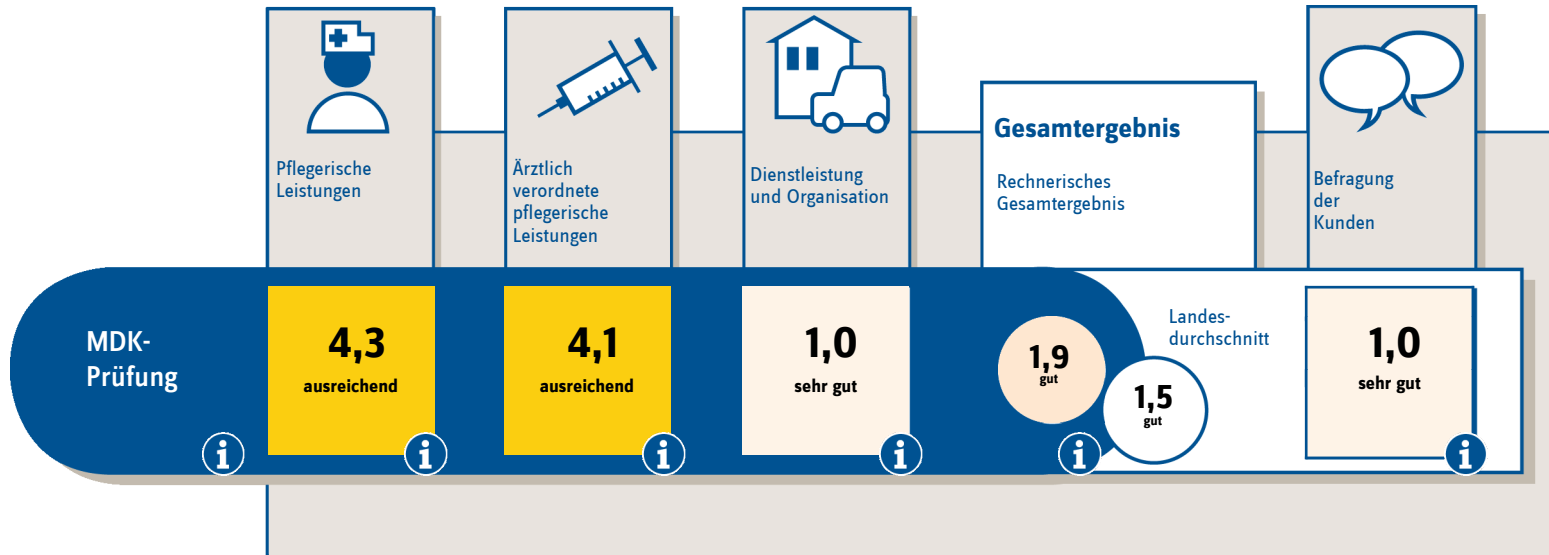 Pflegerische
Leistungen
Ärztlich
verordnete
pflegerische
Leistungen
Dienstleistung
und Organisation
Gesamtergebnis
Rechnerisches
Gesamtergebnis
Befragung
der
Kunden
MDK-
Prüfung
4,3
ausreichend
4,1
ausreichend
1,0
sehr gut
1,9
gut
Landes-
durchschnitt
1,5
gut
1,0
sehr gut
i
i
i
i
i
i